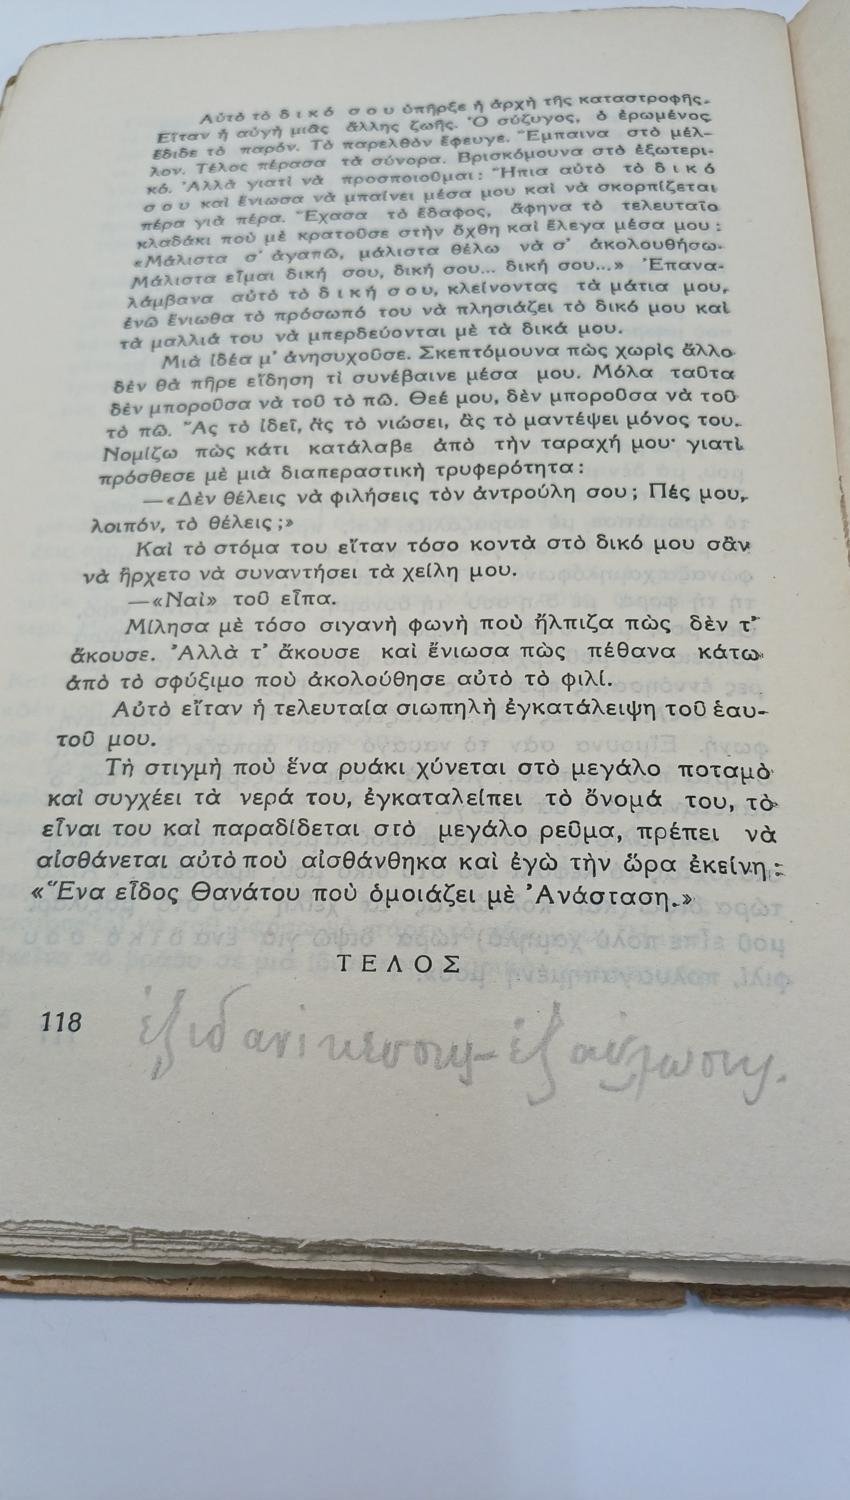 Αὐτὸ τὸ δ ι κ ό σ ο υ ὑπῆρξε ἡ ἀρχὴ τῆς καταστροφῆς.
Εἴταν ἡ αὐγὴ μιᾶς ἄλλης ζωῆς. Ὁ σύζυγος, ὁ ἐρωμένος
ἔδιδε τὸ παρόν. Τὸ παρελθὸν ἔφευγε. Ἔμπαινα στὸ μέλ-
λον. Τέλος πέρασα τὰ σύνορα. Βρισκόμουνα στὸ ἐξωτερι-
κό. Ἀλλὰ γιατὶ νὰ προσποιοῦμαι: Ἤπια αὐτὸ τὸ δ ι κ ό
σ ο υ καὶ ἔνιωσα νὰ μπαίνει μέσα μου καὶ νὰ σκορπίζεται
πέρα γιὰ πέρα. Ἔχασα τὸ ἔδαφος, ἄφηνα τὸ τελευταῖο
κλαδάκι ποὺ μὲ κρατοῦσε στὴν ὄχθη καὶ ἔλεγα μέσα μου:
«Μάλιστα σ' ἀγαπῶ, μάλιστα θέλω νὰ σ' ἀκολουθήσω.
Μάλιστα εἶμαι δική σου, δική σου... δική σου...» Ἐπανα-
λάμβανα αὐτὸ τὸ δ ι κ ή σ ο υ, κλείνοντας τὰ μάτια μου,
ἐνῶ ἔνιωθα τὸ πρόσωπό του νὰ πλησιάζει τὸ δικό μου καὶ
τὰ μαλλιά του νὰ μπερδεύονται μὲ τὰ δικά μου.
Μιὰ ἰδέα μ' ἀνησυχοῦσε. Σκεπτόμουνα πὼς χωρὶς ἄλλο
δὲν θὰ πῆρε εἴδηση τὶ συνέβαινε μέσα μου. Μόλα ταῦτα
δὲν μποροῦσα νὰ τοῦ τὸ πῶ. Θεέ μου, δὲν μποροῦσα νὰ τοῦ
τὸ πῶ. Ἂς τὸ ἰδεῖ, ἂς τὸ νιώσει, ἂς τὸ μαντέψει μόνος του.
Νομίζω πὼς κάτι κατάλαβε ἀπὸ τὴν ταραχή μου· γιατὶ
πρόσθεσε μὲ μιὰ διαπεραστικὴ τρυφερότητα:
—«Δὲν θέλεις νὰ φιλήσεις τὸν ἀντρούλη σου; Πές μου,
λοιπόν, τὸ θέλεις;»
Καὶ τὸ στόμα του εἴταν τόσο κοντὰ στὸ δικό μου σὰν
νὰ ἤρχετο νὰ συναντήσει τὰ χείλη μου.
—«Ναὶ» τοῦ εἶπα.
Μίλησα μὲ τόσο σιγανὴ φωνὴ ποὺ ἤλπιζα πὼς δὲν τ'
ἄκουσε. Ἀλλὰ τ' ἄκουσε καὶ ἔνιωσα πὼς πέθανα κάτω
ἀπὸ τὸ σφύξιμο ποὺ ἀκολούθησε αὐτὸ τὸ φιλί.
Αὐτὸ εἴταν ἡ τελευταία σιωπηλὴ ἐγκατάλειψη τοῦ ἑαυ-
τοῦ μου.
Τὴ στιγμὴ ποὺ ἕνα ρυάκι χύνεται στὸ μεγάλο ποταμὸ
καὶ συγχέει τὰ νερά του, ἐγκαταλείπει τὸ ὄνομά του, τὸ
εἶναι του καὶ παραδίδεται στὸ μεγάλο ρεῦμα, πρέπει νὰ
αἰσθάνεται αὐτὸ ποὺ αἰσθάνθηκα καὶ ἐγὼ τὴν ὥρα ἐκείνη:
«Ἕνα εἶδος Θανάτου ποὺ ὁμοιάζει μὲ Ἀνάσταση.»
Τ Ε Λ Ο Σ
118 ἐξιδανίκευσις - ἐξαΰλωσις.